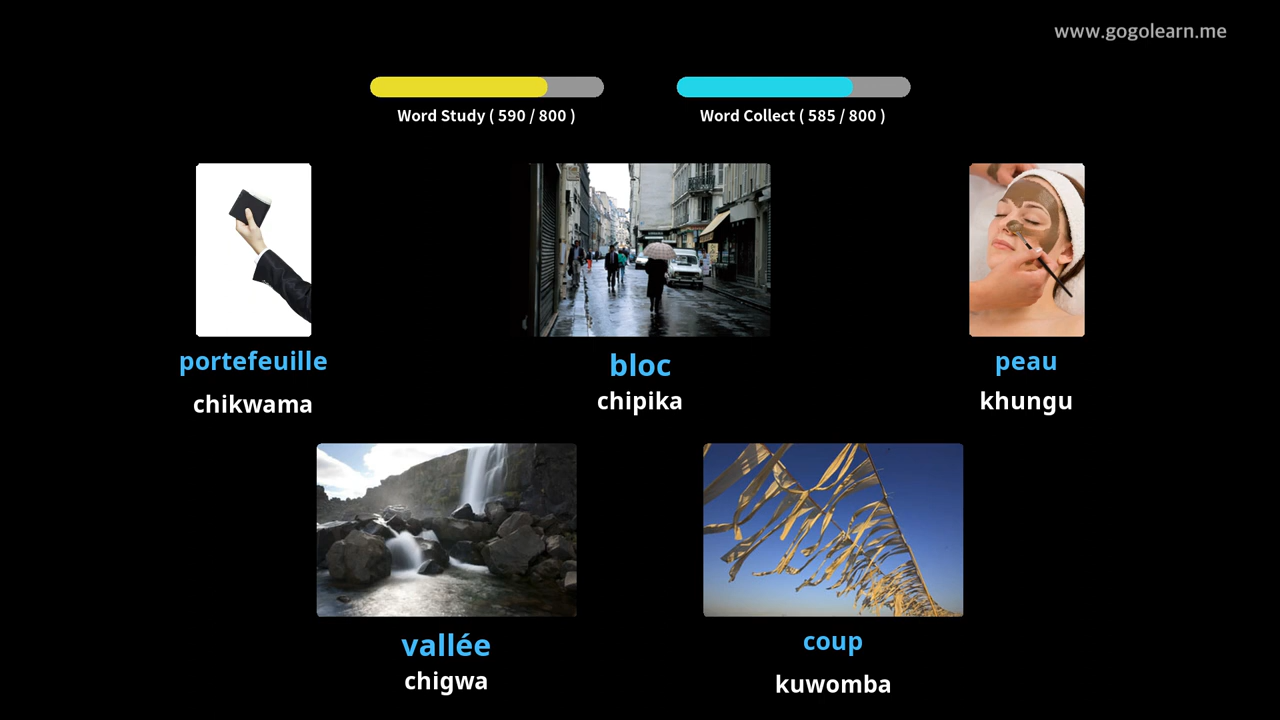 www.gogolearn.me
Word Study ( 590 / 800 )
Word Collect ( 585 / 800 )
portefeuille
chikwama
bloc
chipika
peau
khungu
vallée
chigwa
coup
kuwomba